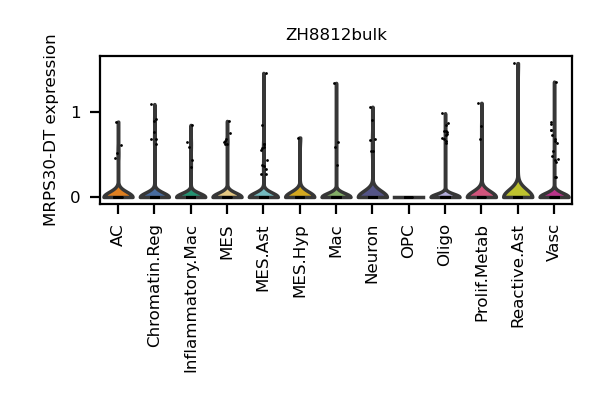 ZH8812bulk
MRPS30-DT expression
1
0
AC
Chromatin.Reg
Inflammatory.Mac
MES
MES.Ast
MES.Hyp
Mac
Neuron
OPC
Oligo
Prolif.Metab
Reactive.Ast
Vasc